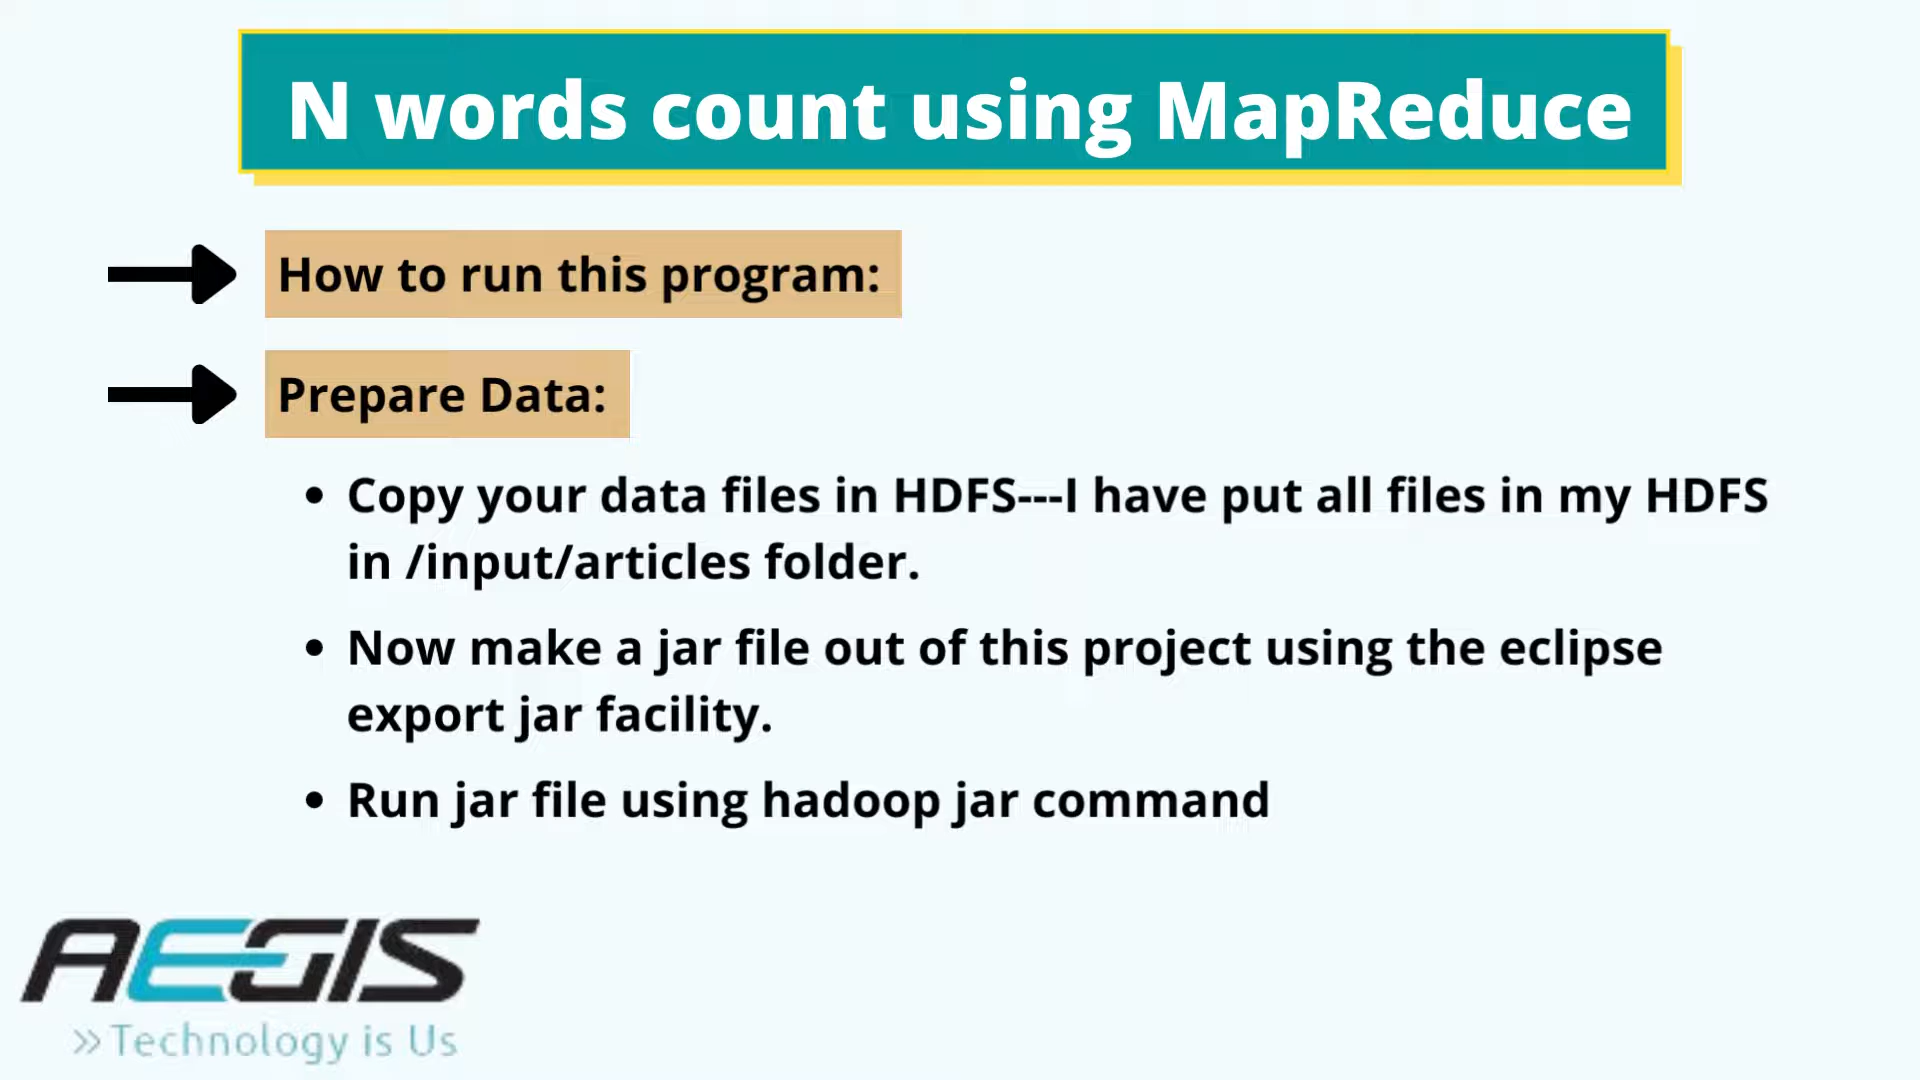 N words count using MapReduce
How to run this program:
Prepare Data:
• Copy your data files in HDFS---I have put all files in my HDFS
in /input/articles folder.
• Now make a jar file out of this project using the eclipse
export jar facility.
• Run jar file using hadoop jar command
AEGIS
»Technology is Us